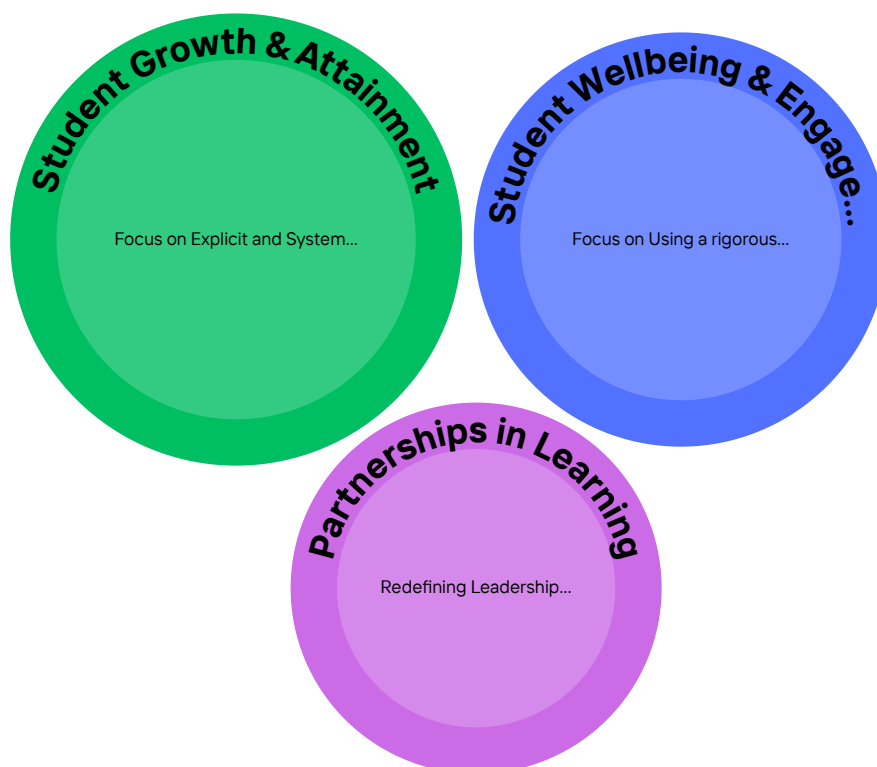 Student Growth & Attainment
Focus on Explicit and System...
Student Wellbeing & Engage...
Focus on Using a rigorous...
Partnerships in Learning
Redefining Leadership...